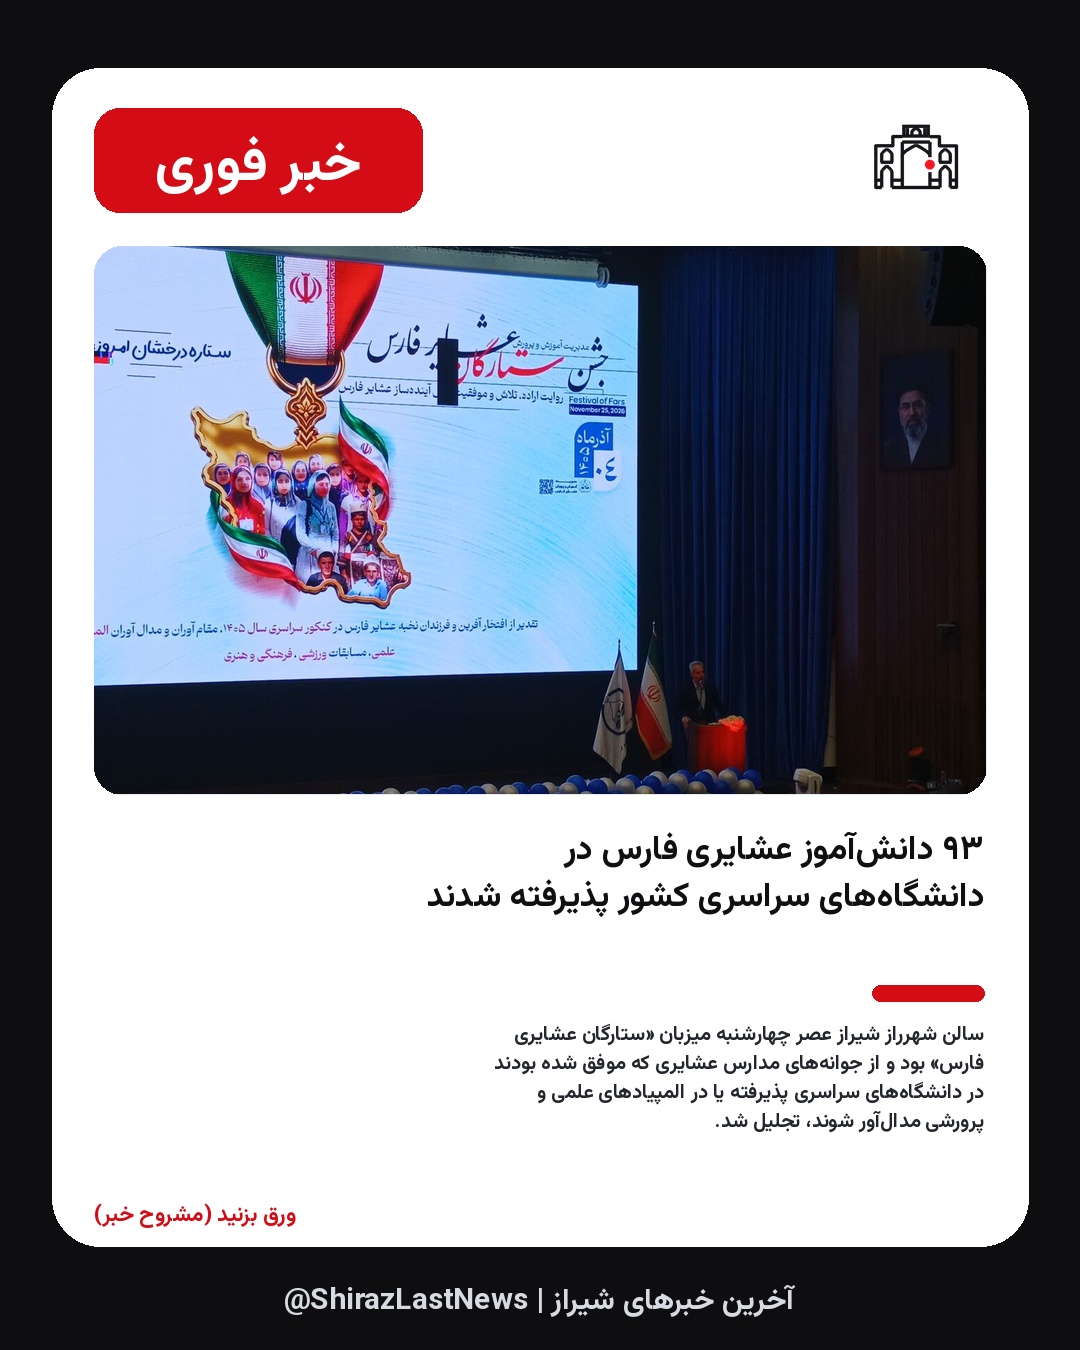 خبر فوری
ستاره درخشان امروز
مدیریت آموزش و پرورش
جشن ستارگان عشایر فارس
روایت اراده، تلاش و موفقیت
آینده‌ساز عشایر فارس
Festival of Fars
November 25, 2026
آذرماه
۰٤
۱۴۰۵
تقدیر از افتخار آفرین و فرزندان نخبه عشایر فارس در کنکور سراسری سال ۱۴۰۵، مقام آوران و مدال آوران
علمی، مسابقات ورزشی ، فرهنگی و هنری
۹۳ دانش‌آموز عشایری فارس در
دانشگاه‌های سراسری کشور پذیرفته شدند
سالن شهرراز شیراز عصر چهارشنبه میزبان «ستارگان عشایری
فارس» بود و از جوانه‌های مدارس عشایری که موفق شده بودند
در دانشگاه‌های سراسری پذیرفته یا در المپیادهای علمی و
پرورشی مدال‌آور شوند، تجلیل شد.
ورق بزنید (مشروح خبر)
آخرین خبرهای شیراز | @ShirazLastNews